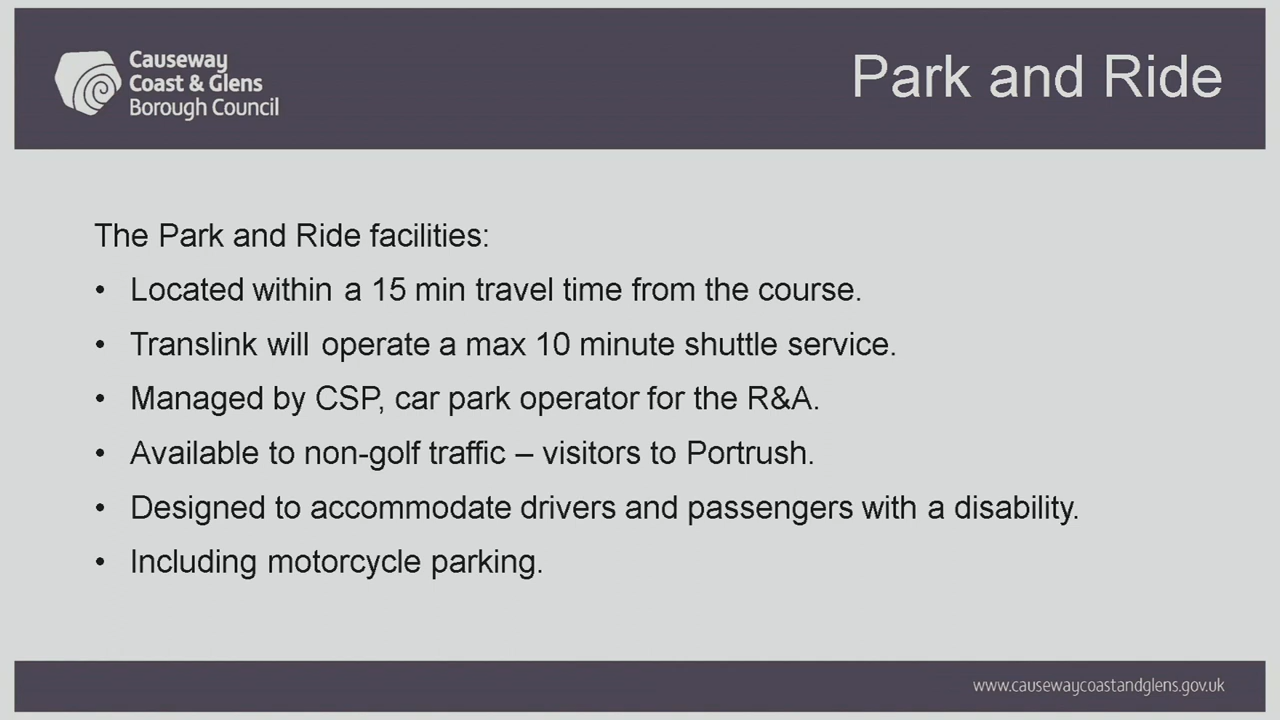 Causeway
Coast & Glens
Borough Council
Park and Ride
The Park and Ride facilities:
• Located within a 15 min travel time from the course.
• Translink will operate a max 10 minute shuttle service.
• Managed by CSP, car park operator for the R&A.
• Available to non-golf traffic – visitors to Portrush.
• Designed to accommodate drivers and passengers with a disability.
• Including motorcycle parking.
www.causewaycoastandglens.gov.uk